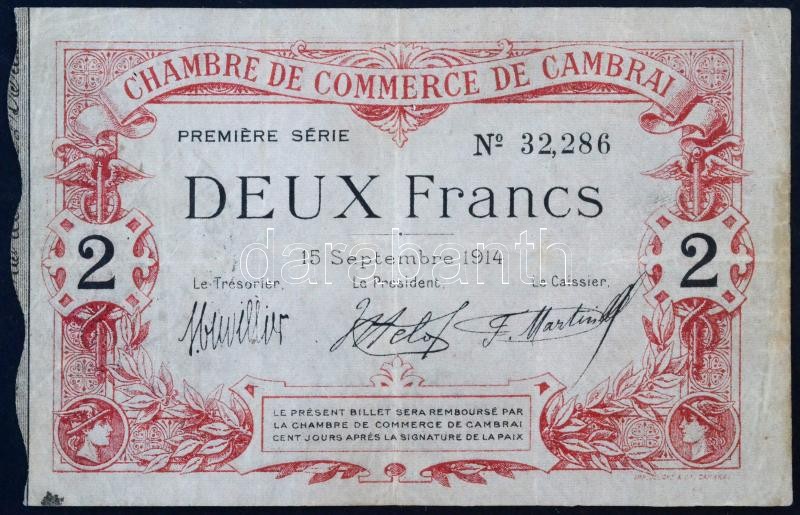 CHAMBRE DE COMMERCE DE CAMBRAI
PREMIÈRE SÉRIE
Nº 32,286
DEUX Francs
15 Septembre 1914
2
2
Le Trésorier,
Le Président,
Le Caissier,
F. Martin
darabanth
LE PRÉSENT BILLET SERA REMBOURSÉ PAR
LA CHAMBRE DE COMMERCE DE CAMBRAI
CENT JOURS APRÈS LA SIGNATURE DE LA PAIX
CAMBRAI